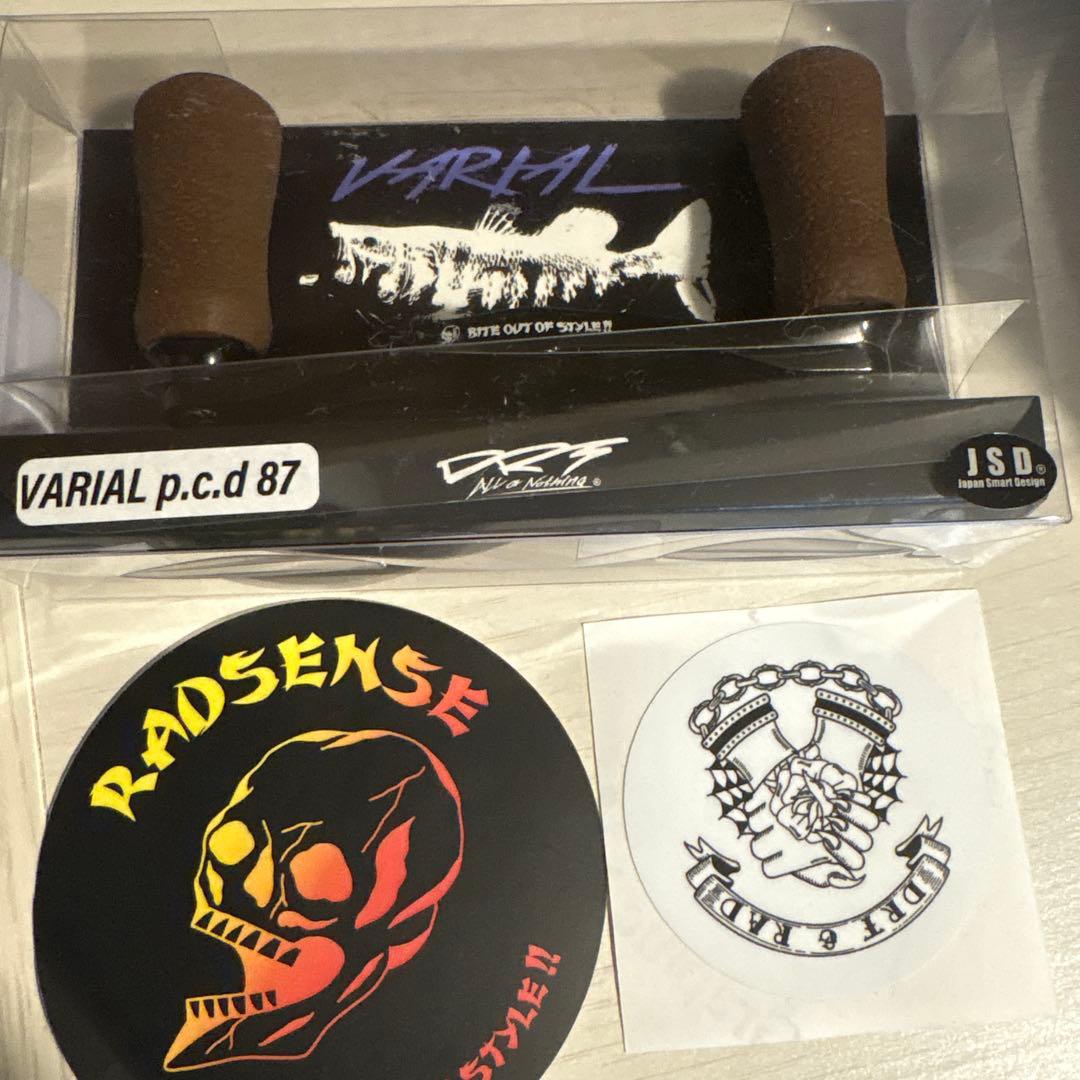 VARIAL
BITE OUT OF STYLE!!
VARIAL p.c.d 87
DRT
All or Nothing ®
JSD®
Japan Smart Design
RADSENSE
STYLE!!
DRT & RAD